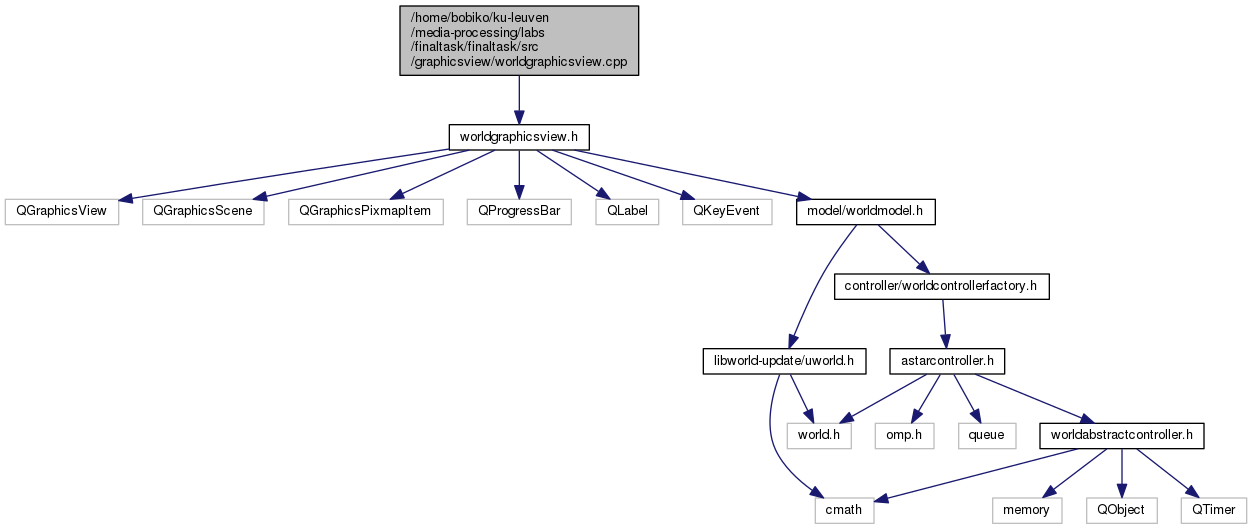 /home/bobiko/ku-leuven
/media-processing/labs
/finaltask/finaltask/src
/graphicsview/worldgraphicsview.cpp
worldgraphicsview.h
QGraphicsView
QGraphicsScene
QGraphicsPixmapItem
QProgressBar
QLabel
QKeyEvent
model/worldmodel.h
controller/worldcontrollerfactory.h
libworld-update/uworld.h
astarcontroller.h
world.h
omp.h
queue
worldabstractcontroller.h
cmath
memory
QObject
QTimer